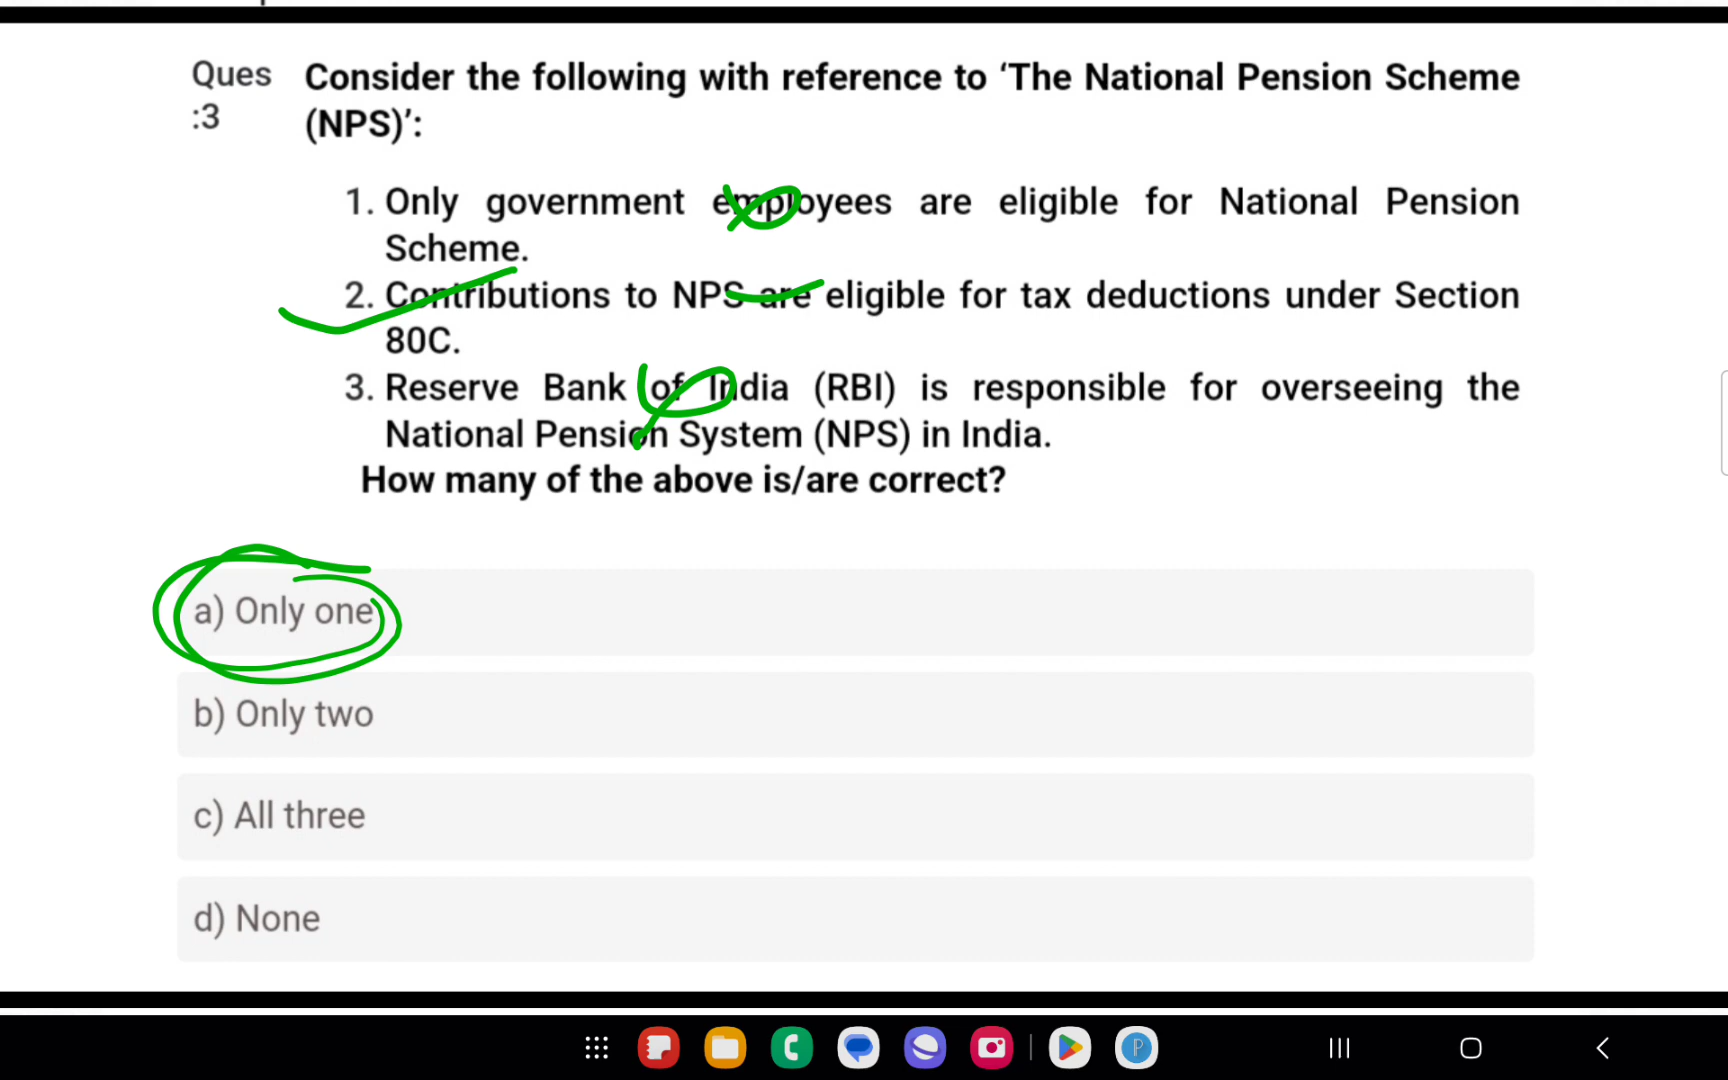 Ques Consider the following with reference to ‘The National Pension Scheme
:3 (NPS)’:
1. Only government employees are eligible for National Pension
Scheme.
2. Contributions to NPS are eligible for tax deductions under Section
80C.
3. Reserve Bank of India (RBI) is responsible for overseeing the
National Pension System (NPS) in India.
How many of the above is/are correct?
a) Only one
b) Only two
c) All three
d) None